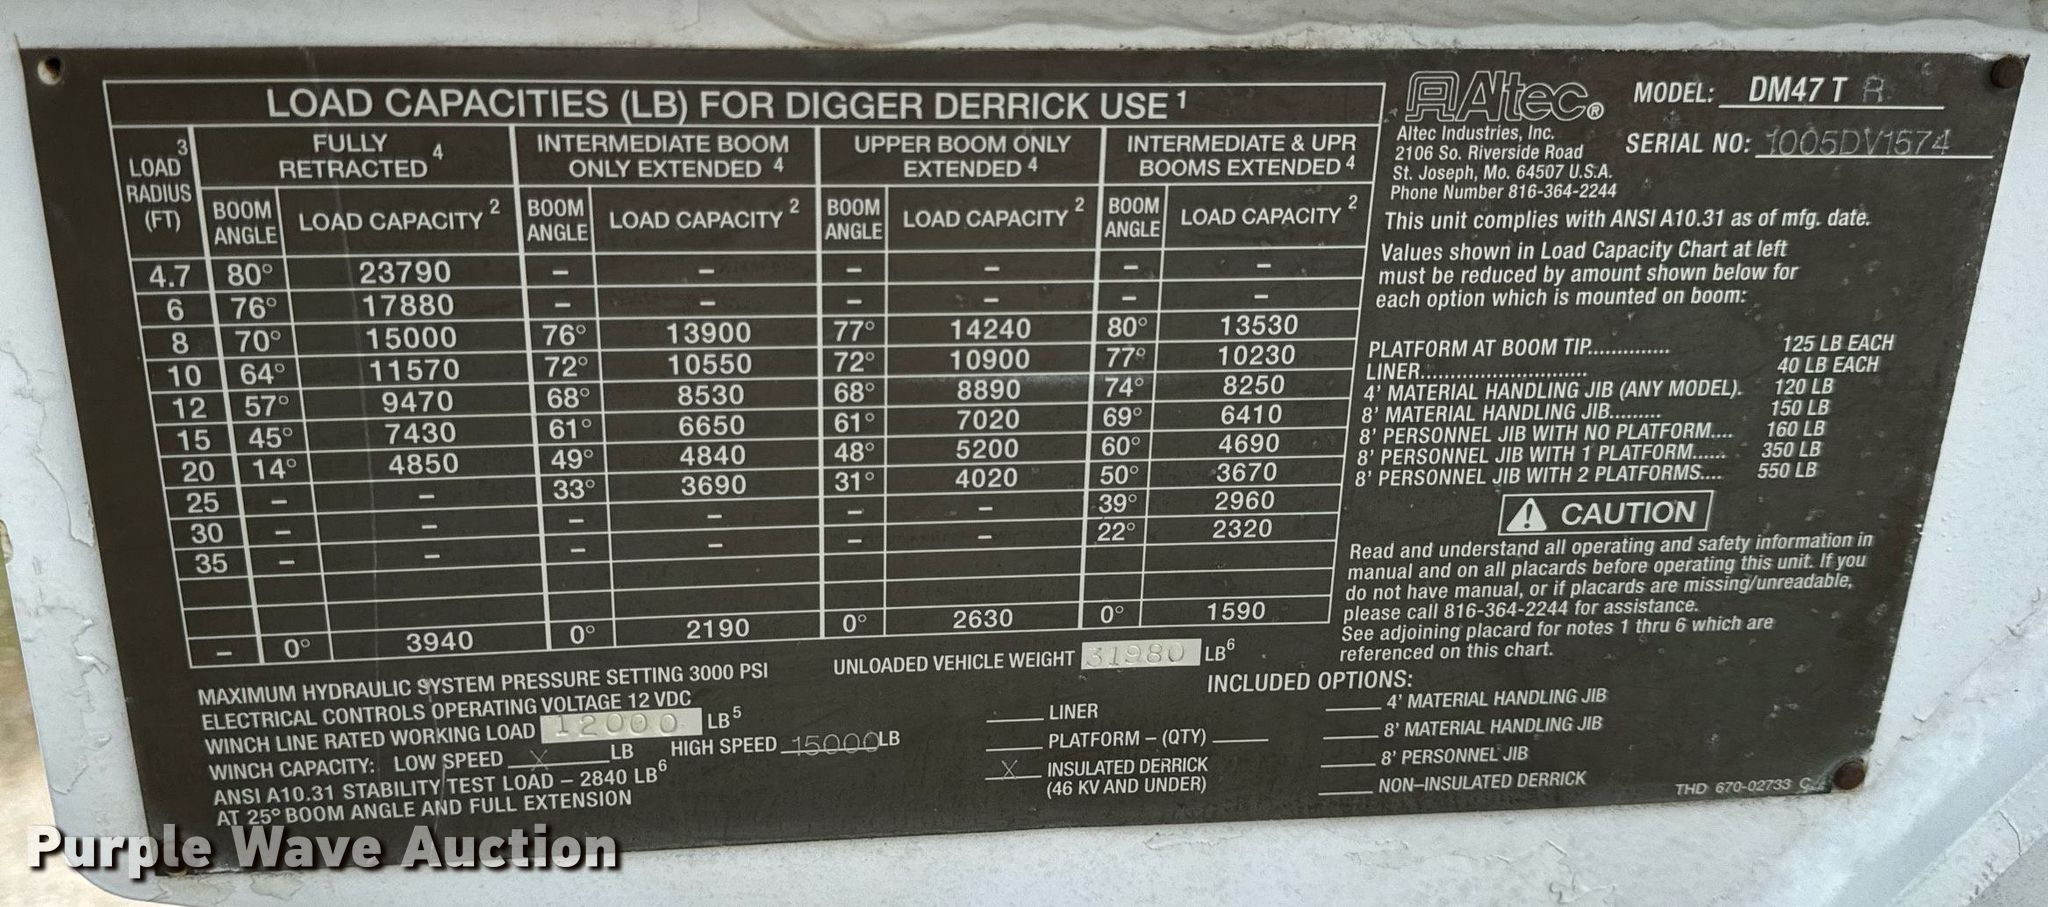 LOAD CAPACITIES (LB) FOR DIGGER DERRICK USE 1
LOAD 3 RADIUS (FT) FULLY RETRACTED 4 INTERMEDIATE BOOM ONLY EXTENDED 4 UPPER BOOM ONLY EXTENDED 4 INTERMEDIATE & UPR BOOMS EXTENDED 4
BOOM ANGLE LOAD CAPACITY 2 BOOM ANGLE LOAD CAPACITY 2 BOOM ANGLE LOAD CAPACITY 2 BOOM ANGLE LOAD CAPACITY 2
4.7 80° 23790 – – – – – –
6 76° 17880 – – – – – –
8 70° 15000 76° 13900 77° 14240 80° 13530
10 64° 11570 72° 10550 72° 10900 77° 10230
12 57° 9470 68° 8530 68° 8890 74° 8250
15 45° 7430 61° 6650 61° 7020 69° 6410
20 14° 4850 49° 4840 48° 5200 60° 4690
25 – – 33° 3690 31° 4020 50° 3670
30 – – – – – – 39° 2960
35 – – – – – – 22° 2320
– 0° 3940 0° 2190 0° 2630 0° 1590
MAXIMUM HYDRAULIC SYSTEM PRESSURE SETTING 3000 PSI
ELECTRICAL CONTROLS OPERATING VOLTAGE 12 VDC
WINCH LINE RATED WORKING LOAD 12000 LB 5
WINCH CAPACITY: LOW SPEED X LB HIGH SPEED 15000 LB
ANSI A10.31 STABILITY TEST LOAD – 2840 LB 6
AT 25° BOOM ANGLE AND FULL EXTENSION
UNLOADED VEHICLE WEIGHT 31980 LB 6
INCLUDED OPTIONS:
LINER
PLATFORM – (QTY)
X INSULATED DERRICK
(46 KV AND UNDER)
4' MATERIAL HANDLING JIB
8' MATERIAL HANDLING JIB
8' PERSONNEL JIB
NON–INSULATED DERRICK
THD 670-02733 C
Altec®
Altec Industries, Inc.
2106 So. Riverside Road
St. Joseph, Mo. 64507 U.S.A.
Phone Number 816-364-2244
MODEL: DM47 T R
SERIAL NO: 1005DV1574
This unit complies with ANSI A10.31 as of mfg. date.
Values shown in Load Capacity Chart at left
must be reduced by amount shown below for
each option which is mounted on boom:
PLATFORM AT BOOM TIP.............. 125 LB EACH
LINER............................. 40 LB EACH
4' MATERIAL HANDLING JIB (ANY MODEL). 120 LB
8' MATERIAL HANDLING JIB......... 150 LB
8' PERSONNEL JIB WITH NO PLATFORM.... 160 LB
8' PERSONNEL JIB WITH 1 PLATFORM...... 350 LB
8' PERSONNEL JIB WITH 2 PLATFORMS.... 550 LB
CAUTION
Read and understand all operating and safety information in
manual and on all placards before operating this unit. If you
do not have manual, or if placards are missing/unreadable,
please call 816-364-2244 for assistance.
See adjoining placard for notes 1 thru 6 which are
referenced on this chart.
Purple Wave Auction